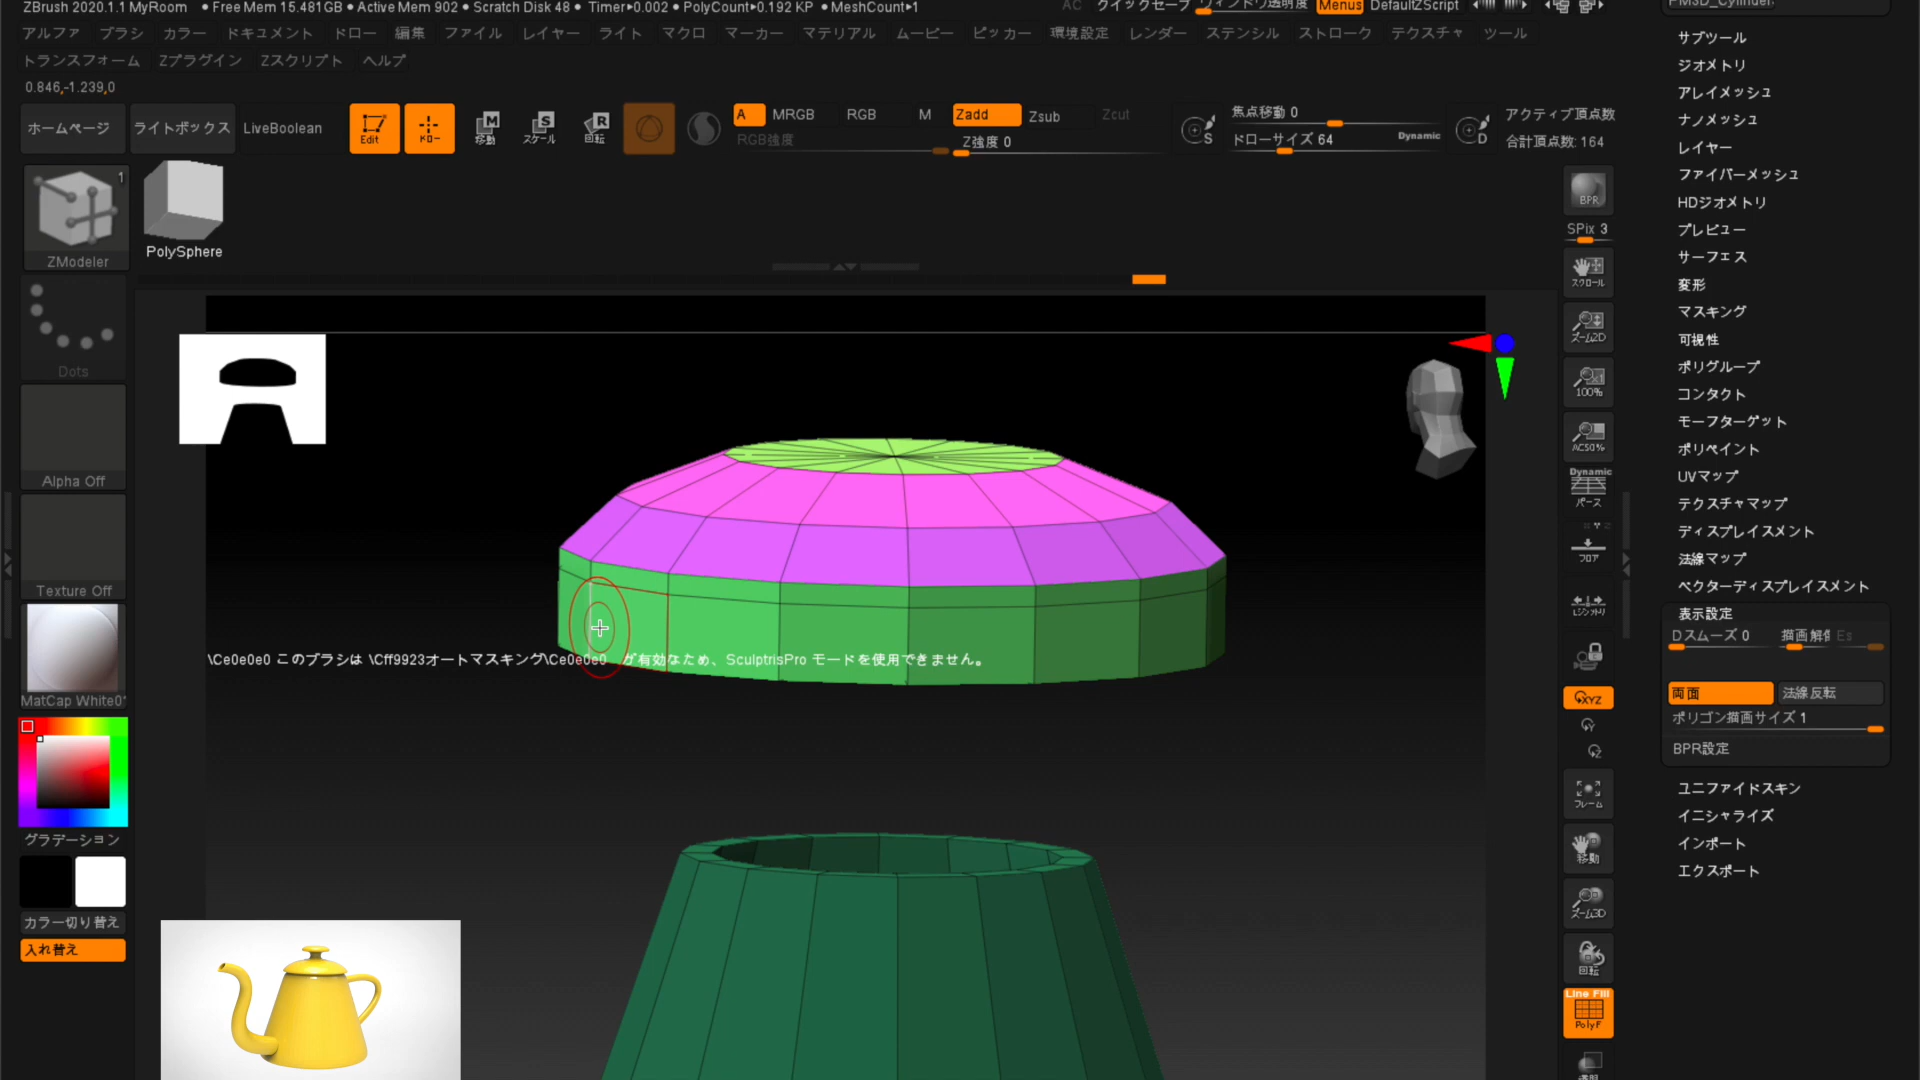 ZBrush 2020.1.1 MyRoom • Free Mem 15.481GB • Active Mem 902 • Scratch Disk 48 • Timer▸0.002 • PolyCount▸0.192 KP • MeshCount▸1
AC クイックセーブ ウィンドウ透明度 Menus DefaultZScript
アルファ ブラシ カラー ドキュメント ドロー 編集 ファイル レイヤー ライト マクロ マーカー マテリアル ムービー ピッカー 環境設定 レンダー ステンシル ストローク テクスチャ ツール
トランスフォーム Zプラグイン Zスクリプト ヘルプ
0.846,-1.239,0
ホームページ ライトボックス LiveBoolean
Edit ドロー 移動 スケール 回転
A MRGB RGB M Zadd Zsub Zcut
RGB強度 Z強度 0
焦点移動 0
ドローサイズ 64 Dynamic
アクティブ頂点数
合計頂点数: 164
ZModeler
1
PolySphere
Dots
Alpha Off
Texture Off
MatCap White0
グラデーション
カラー切り替え
入れ替え
\Ce0e0e0 このブラシは \Cff9923オートマスキング\Ce0e0e0 が有効なため、SculptrisPro モードを使用できません。
BPR
SPix 3
スクロール
ズーム2D
100%
AC50%
Dynamic
パース
フロア
XYZ
フレーム
移動
ズーム3D
回転
Line Fill
PolyF
透明
PM3D_Cylinder
サブツール
ジオメトリ
アレイメッシュ
ナノメッシュ
レイヤー
ファイバーメッシュ
HDジオメトリ
プレビュー
サーフェス
変形
マスキング
可視性
ポリグループ
コンタクト
モーフターゲット
ポリペイント
UVマップ
テクスチャマップ
ディスプレイスメント
法線マップ
ベクターディスプレイスメント
表示設定
Dスムーズ 0 描画解像 Es
両面 法線反転
ポリゴン描画サイズ 1
BPR設定
ユニファイドスキン
イニシャライズ
インポート
エクスポート